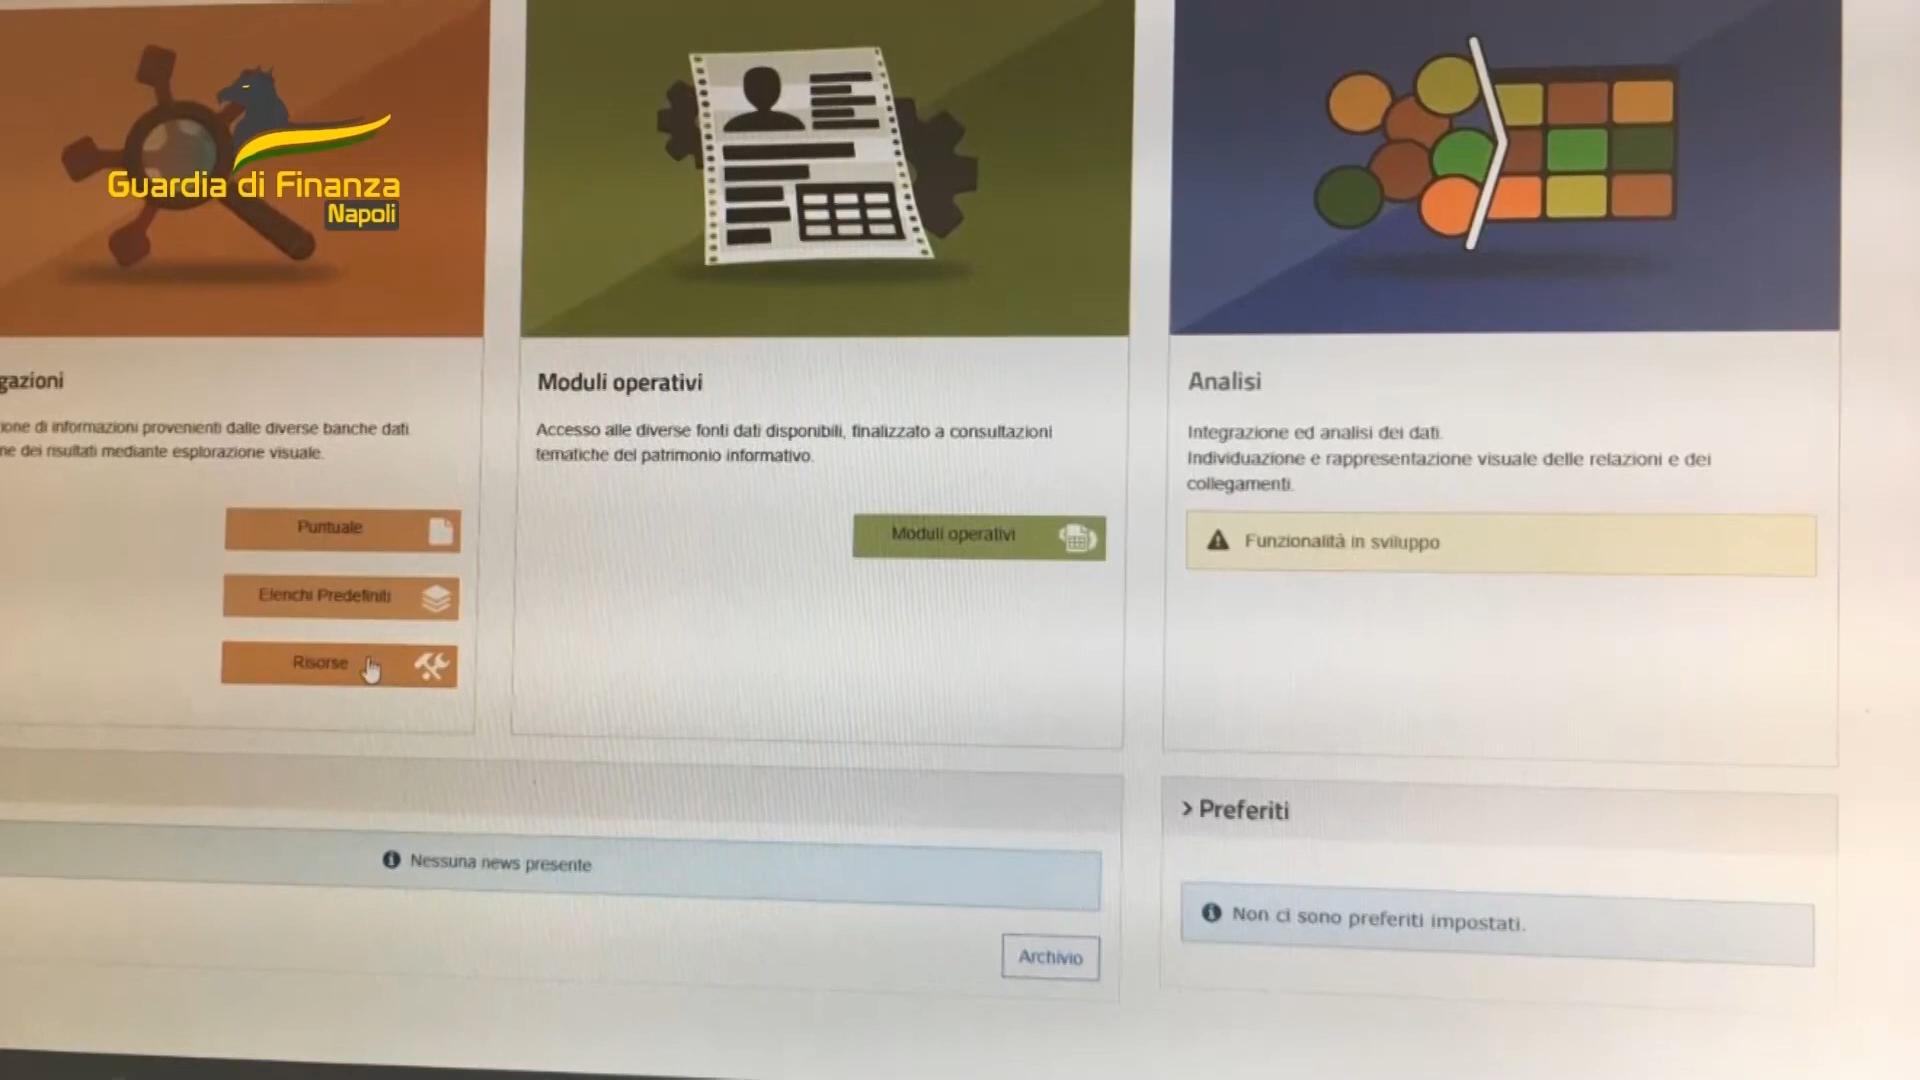 Guardia di Finanza
Napoli
gazioni
ione di informazioni provenienti dalle diverse banche dati
ne dei risultati mediante esplorazione visuale.
Puntuale
Elenchi Predefiniti
Risorse
Moduli operativi
Accesso alle diverse fonti dati disponibili, finalizzato a consultazioni
tematiche del patrimonio informativo.
Moduli operativi
Analisi
Integrazione ed analisi dei dati.
Individuazione e rappresentazione visuale delle relazioni e dei
collegamenti.
Funzionalità in sviluppo
Nessuna news presente
Archivio
> Preferiti
Non ci sono preferiti impostati.